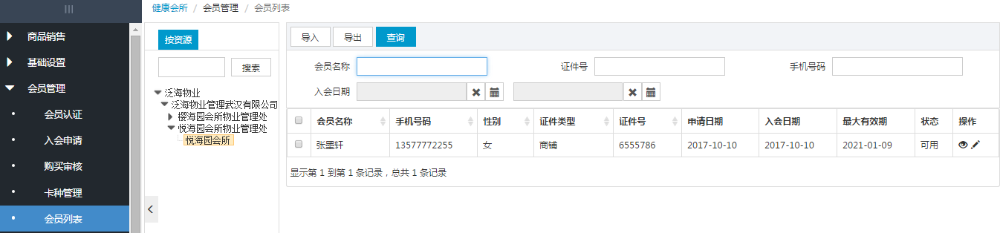 健康会所 / 会员管理 / 会员列表
商品销售
基础设置
会员管理
会员认证
入会申请
购买审核
卡种管理
会员列表
按资源
搜索
泛海物业
泛海物业管理武汉有限公司
樱海园会所物业管理处
悦海园会所物业管理处
悦海园会所
导入 导出 查询
会员名称 证件号 手机号码
入会日期
会员名称 手机号码 性别 证件类型 证件号 申请日期 入会日期 最大有效期 状态 操作
张墨轩 13577772255 女 商铺 6555786 2017-10-10 2017-10-10 2021-01-09 可用
显示第 1 到第 1 条记录，总共 1 条记录